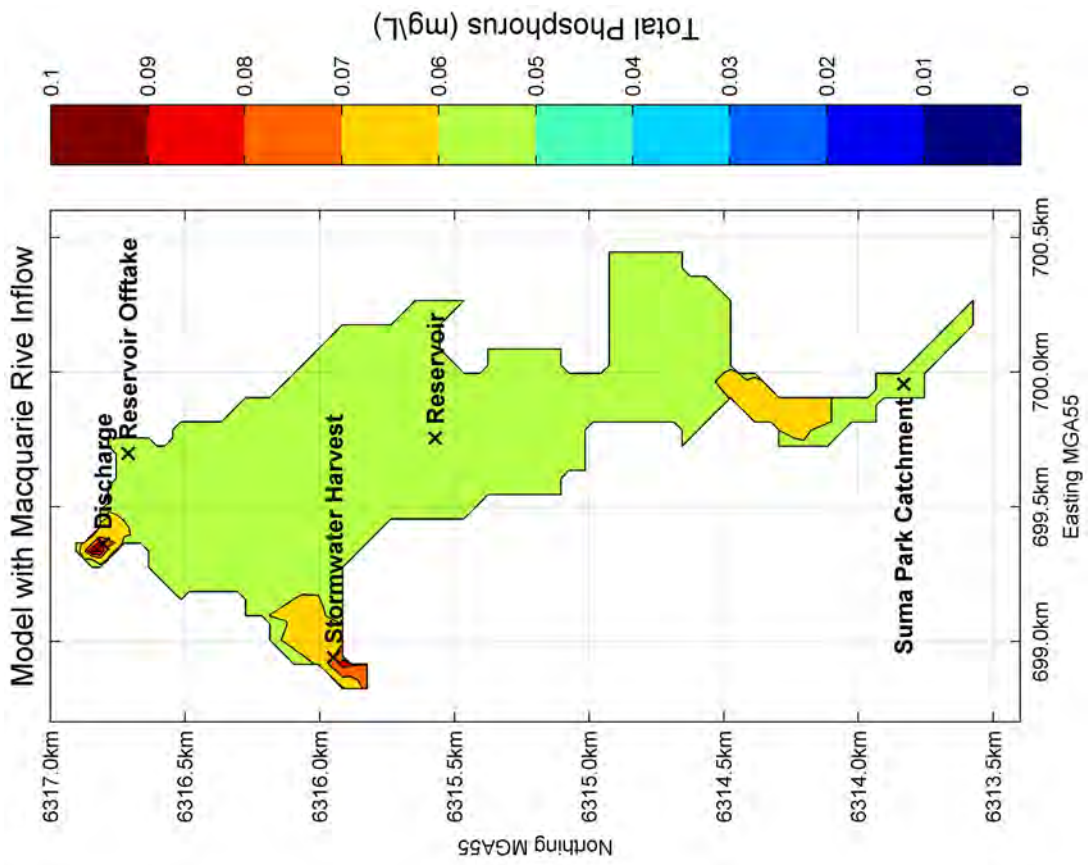 Model with Macquarie Rive Inflow
6317.0km
6316.5km
6316.0km
6315.5km
6315.0km
6314.5km
6314.0km
6313.5km
Northing MGA55
699.0km
699.5km
700.0km
700.5km
Easting MGA55
Discharge
Reservoir Offtake
Stormwater Harvest
Reservoir
Suma Park Catchment
0.1
0.09
0.08
0.07
0.06
0.05
0.04
0.03
0.02
0.01
0
Total Phosphorus (mg\L)